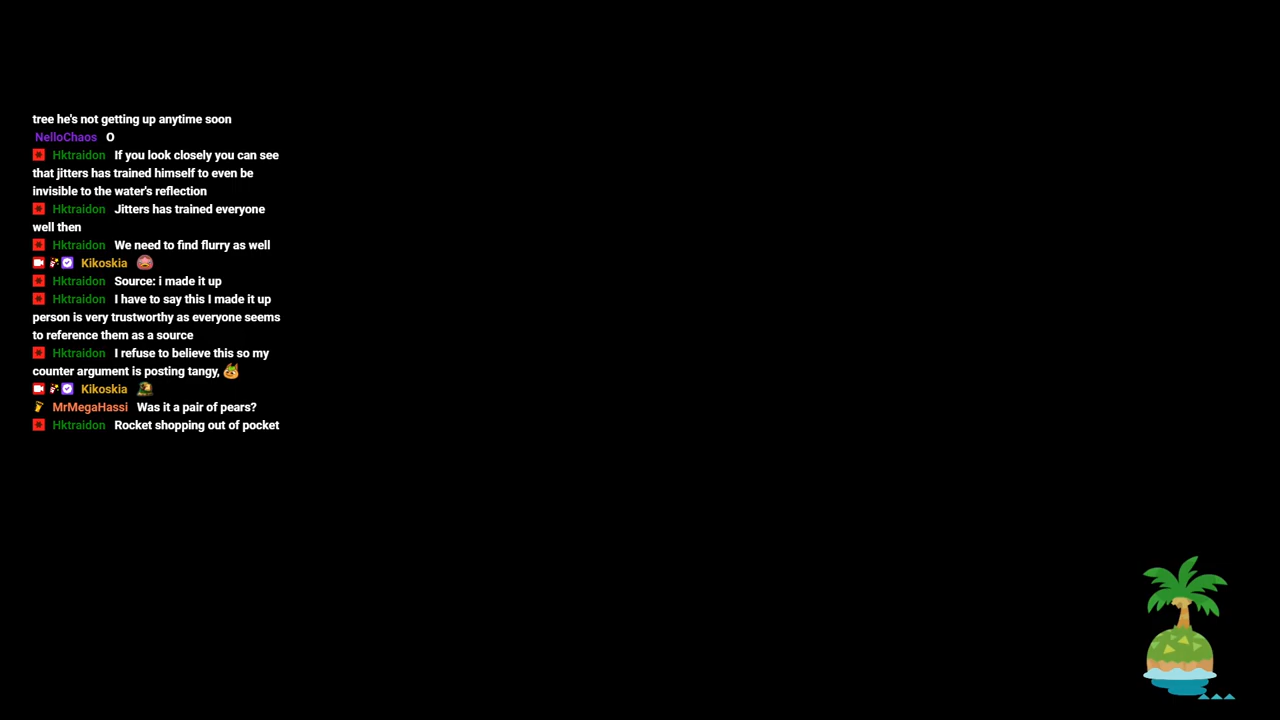 tree he's not getting up anytime soon
NelloChaos O
Hktraidon If you look closely you can see
that jitters has trained himself to even be
invisible to the water's reflection
Hktraidon Jitters has trained everyone
well then
Hktraidon We need to find flurry as well
Kikoskia
Hktraidon Source: i made it up
Hktraidon I have to say this I made it up
person is very trustworthy as everyone seems
to reference them as a source
Hktraidon I refuse to believe this so my
counter argument is posting tangy,
Kikoskia
MrMegaHassi Was it a pair of pears?
Hktraidon Rocket shopping out of pocket